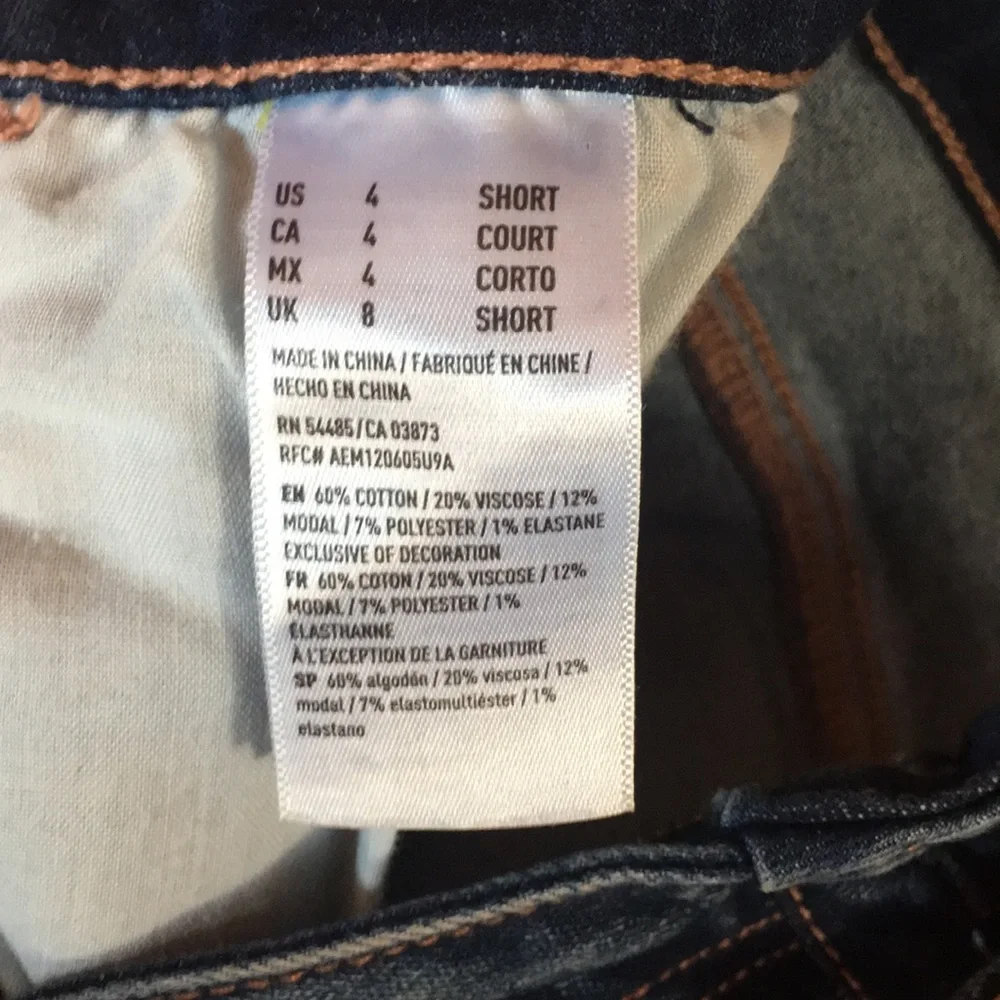 US 4 SHORT
CA 4 COURT
MX 4 CORTO
UK 8 SHORT
MADE IN CHINA / FABRIQUÉ EN CHINE /
HECHO EN CHINA
RN 54485/CA 03873
RFC# AEM120605U9A
EN 60% COTTON / 20% VISCOSE / 12%
MODAL / 7% POLYESTER / 1% ELASTANE
EXCLUSIVE OF DECORATION
FR 60% COTON / 20% VISCOSE / 12%
MODAL / 7% POLYESTER / 1%
ÉLASTHANNE
À L'EXCEPTION DE LA GARNITURE
SP 60% algodón / 20% viscosa / 12%
modal / 7% elastomultiéster / 1%
elastano